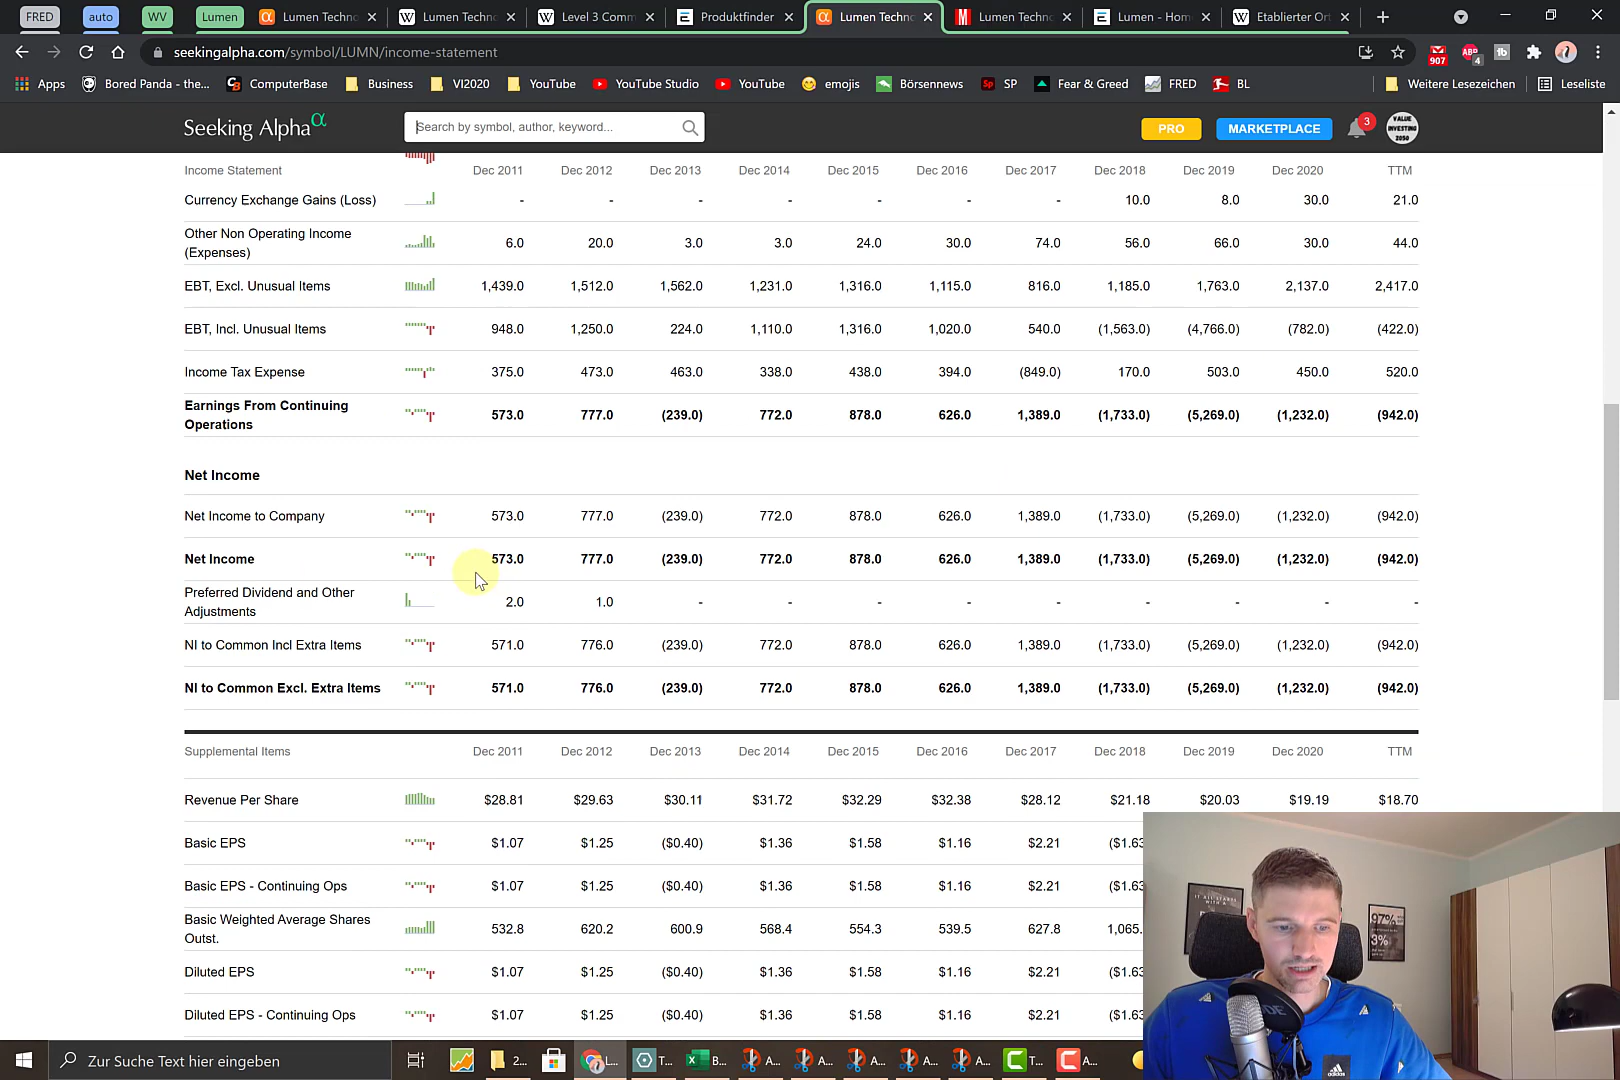 FRED auto WV Lumen Lumen Techno Lumen Techno Level 3 Comm Produktfinder Lumen Techno Lumen Techno Lumen - Hom Etablierter Ort
seekingalpha.com/symbol/LUMN/income-statement 907 4
Apps Bored Panda - the... ComputerBase Business VI2020 YouTube YouTube Studio YouTube emojis Börsennews SP Fear & Greed FRED BL Weitere Lesezeichen Leseliste
Seeking Alpha α Search by symbol, author, keyword... PRO MARKETPLACE 3 VALUE INVESTING 2050
Income Statement Dec 2011 Dec 2012 Dec 2013 Dec 2014 Dec 2015 Dec 2016 Dec 2017 Dec 2018 Dec 2019 Dec 2020 TTM
Currency Exchange Gains (Loss) - - - - - - - 10.0 8.0 30.0 21.0
Other Non Operating Income
(Expenses) 6.0 20.0 3.0 3.0 24.0 30.0 74.0 56.0 66.0 30.0 44.0
EBT, Excl. Unusual Items 1,439.0 1,512.0 1,562.0 1,231.0 1,316.0 1,115.0 816.0 1,185.0 1,763.0 2,137.0 2,417.0
EBT, Incl. Unusual Items 948.0 1,250.0 224.0 1,110.0 1,316.0 1,020.0 540.0 (1,563.0) (4,766.0) (782.0) (422.0)
Income Tax Expense 375.0 473.0 463.0 338.0 438.0 394.0 (849.0) 170.0 503.0 450.0 520.0
Earnings From Continuing
Operations 573.0 777.0 (239.0) 772.0 878.0 626.0 1,389.0 (1,733.0) (5,269.0) (1,232.0) (942.0)
Net Income
Net Income to Company 573.0 777.0 (239.0) 772.0 878.0 626.0 1,389.0 (1,733.0) (5,269.0) (1,232.0) (942.0)
Net Income 573.0 777.0 (239.0) 772.0 878.0 626.0 1,389.0 (1,733.0) (5,269.0) (1,232.0) (942.0)
Preferred Dividend and Other
Adjustments 2.0 1.0 - - - - - - - - -
NI to Common Incl Extra Items 571.0 776.0 (239.0) 772.0 878.0 626.0 1,389.0 (1,733.0) (5,269.0) (1,232.0) (942.0)
NI to Common Excl. Extra Items 571.0 776.0 (239.0) 772.0 878.0 626.0 1,389.0 (1,733.0) (5,269.0) (1,232.0) (942.0)
Supplemental Items Dec 2011 Dec 2012 Dec 2013 Dec 2014 Dec 2015 Dec 2016 Dec 2017 Dec 2018 Dec 2019 Dec 2020 TTM
Revenue Per Share $28.81 $29.63 $30.11 $31.72 $32.29 $32.38 $28.12 $21.18 $20.03 $19.19 $18.70
Basic EPS $1.07 $1.25 ($0.40) $1.36 $1.58 $1.16 $2.21 ($1.63
Basic EPS - Continuing Ops $1.07 $1.25 ($0.40) $1.36 $1.58 $1.16 $2.21 ($1.63
Basic Weighted Average Shares
Outst. 532.8 620.2 600.9 568.4 554.3 539.5 627.8 1,065.
Diluted EPS $1.07 $1.25 ($0.40) $1.36 $1.58 $1.16 $2.21 ($1.63
Diluted EPS - Continuing Ops $1.07 $1.25 ($0.40) $1.36 $1.58 $1.16 $2.21 ($1.63
97%
3%
adidas
Zur Suche Text hier eingeben 2... L... T... B... A... A... A... A... A... T... A...